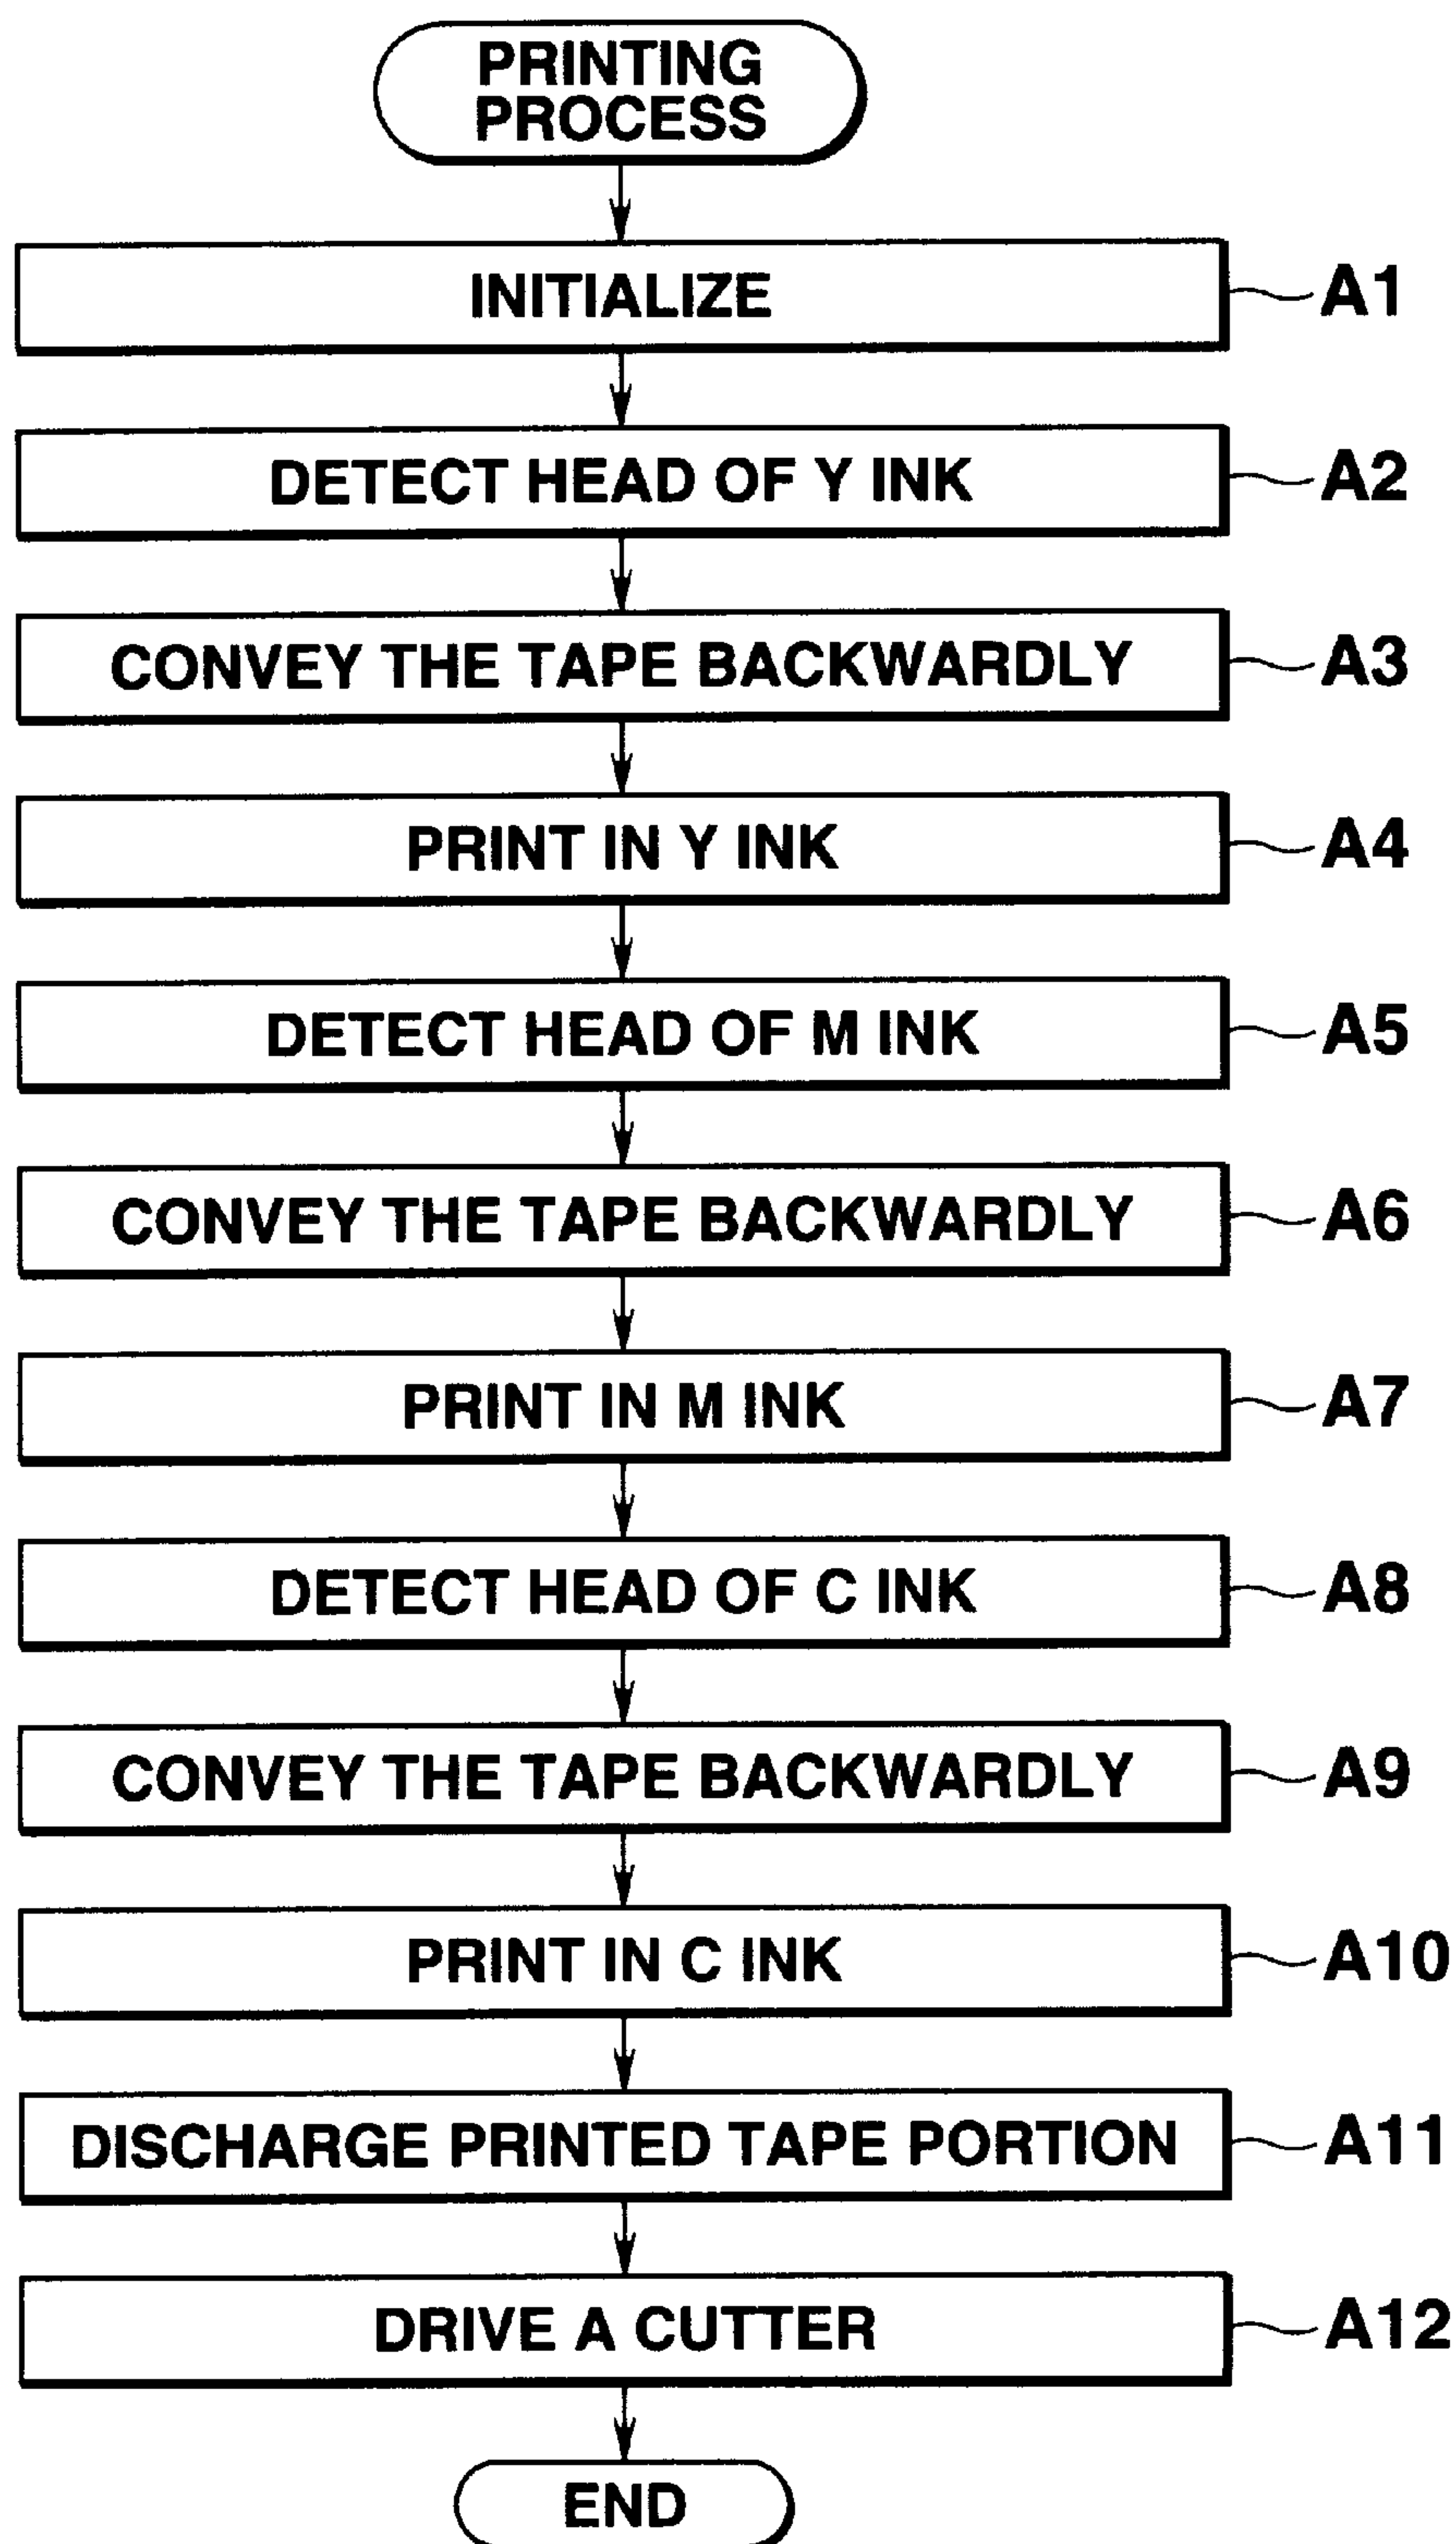 PRINTING
PROCESS
INITIALIZE A1
DETECT HEAD OF Y INK A2
CONVEY THE TAPE BACKWARDLY A3
PRINT IN Y INK A4
DETECT HEAD OF M INK A5
CONVEY THE TAPE BACKWARDLY A6
PRINT IN M INK A7
DETECT HEAD OF C INK A8
CONVEY THE TAPE BACKWARDLY A9
PRINT IN C INK A10
DISCHARGE PRINTED TAPE PORTION A11
DRIVE A CUTTER A12
END